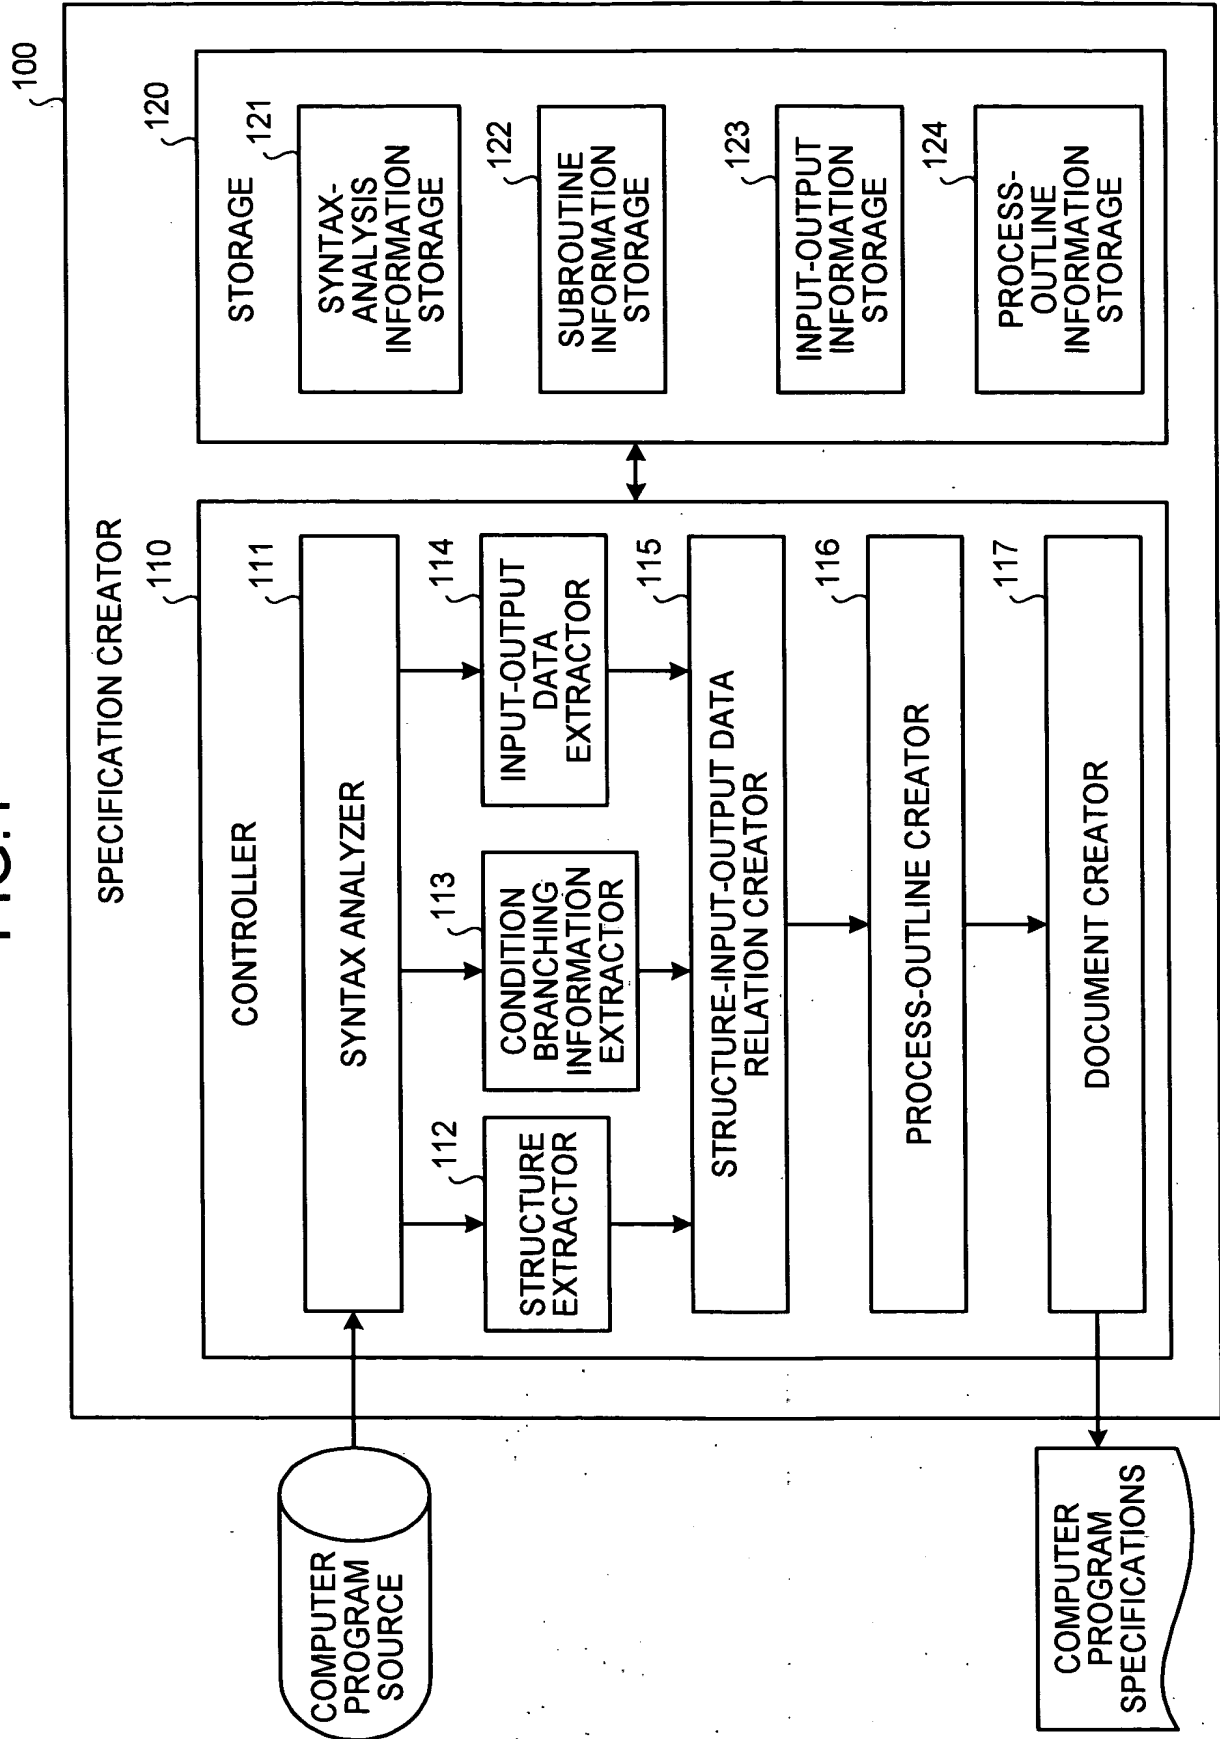 FIG.1
100
SPECIFICATION CREATOR
110
CONTROLLER
111
SYNTAX ANALYZER
112
STRUCTURE
EXTRACTOR
113
CONDITION
BRANCHING
INFORMATION
EXTRACTOR
114
INPUT-OUTPUT
DATA
EXTRACTOR
115
STRUCTURE-INPUT-OUTPUT DATA
RELATION CREATOR
116
PROCESS-OUTLINE CREATOR
117
DOCUMENT CREATOR
120
STORAGE
121
SYNTAX-
ANALYSIS
INFORMATION
STORAGE
122
SUBROUTINE
INFORMATION
STORAGE
123
INPUT-OUTPUT
INFORMATION
STORAGE
124
PROCESS-
OUTLINE
INFORMATION
STORAGE
COMPUTER
PROGRAM
SOURCE
COMPUTER
PROGRAM
SPECIFICATIONS